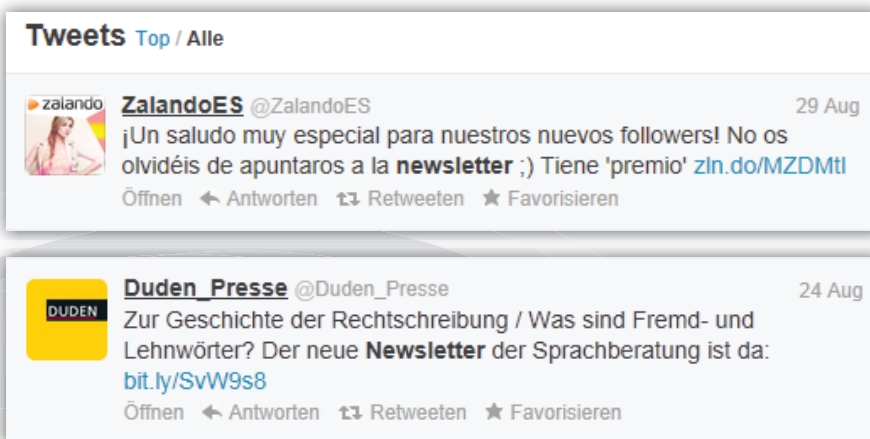 Tweets Top / Alle
zalando
ZalandoES @ZalandoES 29 Aug
¡Un saludo muy especial para nuestros nuevos followers! No os
olvidéis de apuntaros a la newsletter ;) Tiene 'premio' zln.do/MZDMtl
Öffnen Antworten Retweeten Favorisieren
DUDEN
Duden_Presse @Duden_Presse 24 Aug
Zur Geschichte der Rechtschreibung / Was sind Fremd- und
Lehnwörter? Der neue Newsletter der Sprachberatung ist da:
bit.ly/SvW9s8
Öffnen Antworten Retweeten Favorisieren